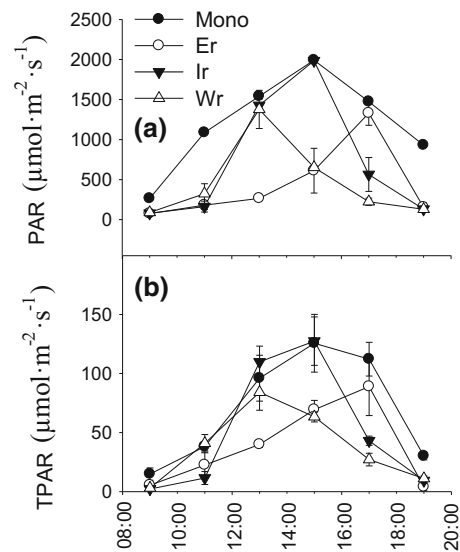 Mono
Er
Ir
Wr
(a)
PAR (µmol·m⁻²·s⁻¹)
2500
2000
1500
1000
500
0
(b)
TPAR (µmol·m⁻²·s⁻¹)
150
100
50
0
08:00
10:00
12:00
14:00
16:00
18:00
20:00